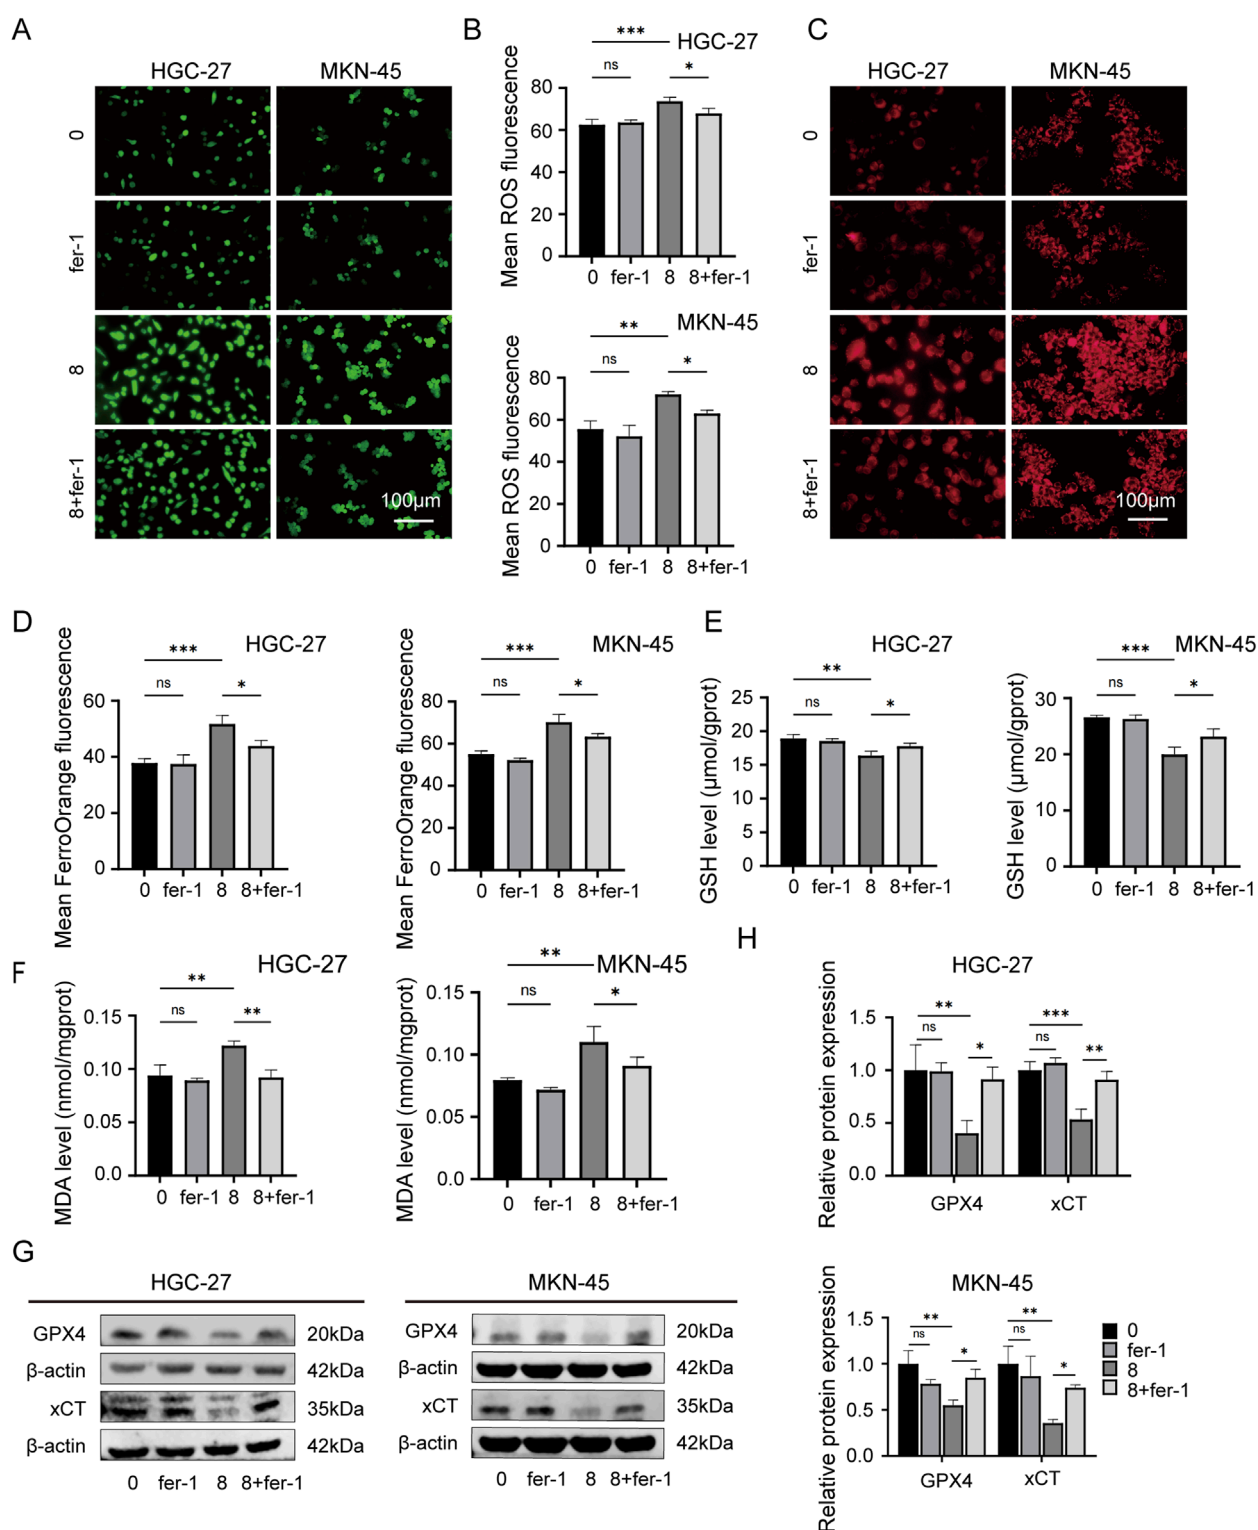 A
HGC-27
MKN-45
0
fer-1
8
8+fer-1
100μm
B
HGC-27
***
ns
*
Mean ROS fluorescence
80
60
40
20
0
0 fer-1 8 8+fer-1
MKN-45
**
ns
*
Mean ROS fluorescence
80
60
40
20
0
0 fer-1 8 8+fer-1
C
HGC-27
MKN-45
0
fer-1
8
8+fer-1
100μm
D
HGC-27
***
ns
*
Mean FerroOrange fluorescence
60
40
20
0
0 fer-1 8 8+fer-1
MKN-45
***
ns
*
Mean FerroOrange fluorescence
80
60
40
20
0
0 fer-1 8 8+fer-1
E
HGC-27
**
ns
*
GSH level (μmol/gprot)
25
20
15
10
5
0
0 fer-1 8 8+fer-1
MKN-45
***
ns
*
GSH level (μmol/gprot)
30
20
10
0
0 fer-1 8 8+fer-1
F
HGC-27
**
ns
**
MDA level (nmol/mgprot)
0.15
0.10
0.05
0.0
0 fer-1 8 8+fer-1
MKN-45
**
ns
*
MDA level (nmol/mgprot)
0.15
0.10
0.05
0.0
0 fer-1 8 8+fer-1
G
HGC-27
GPX4 20kDa
β-actin 42kDa
xCT 35kDa
β-actin 42kDa
0 fer-1 8 8+fer-1
MKN-45
GPX4 20kDa
β-actin 42kDa
xCT 35kDa
β-actin 42kDa
0 fer-1 8 8+fer-1
H
HGC-27
** ***
ns ns
* **
Relative protein expression
1.5
1.0
0.5
0.0
GPX4 xCT
MKN-45
** **
ns ns
* *
Relative protein expression
1.5
1.0
0.5
0.0
GPX4 xCT
0
fer-1
8
8+fer-1